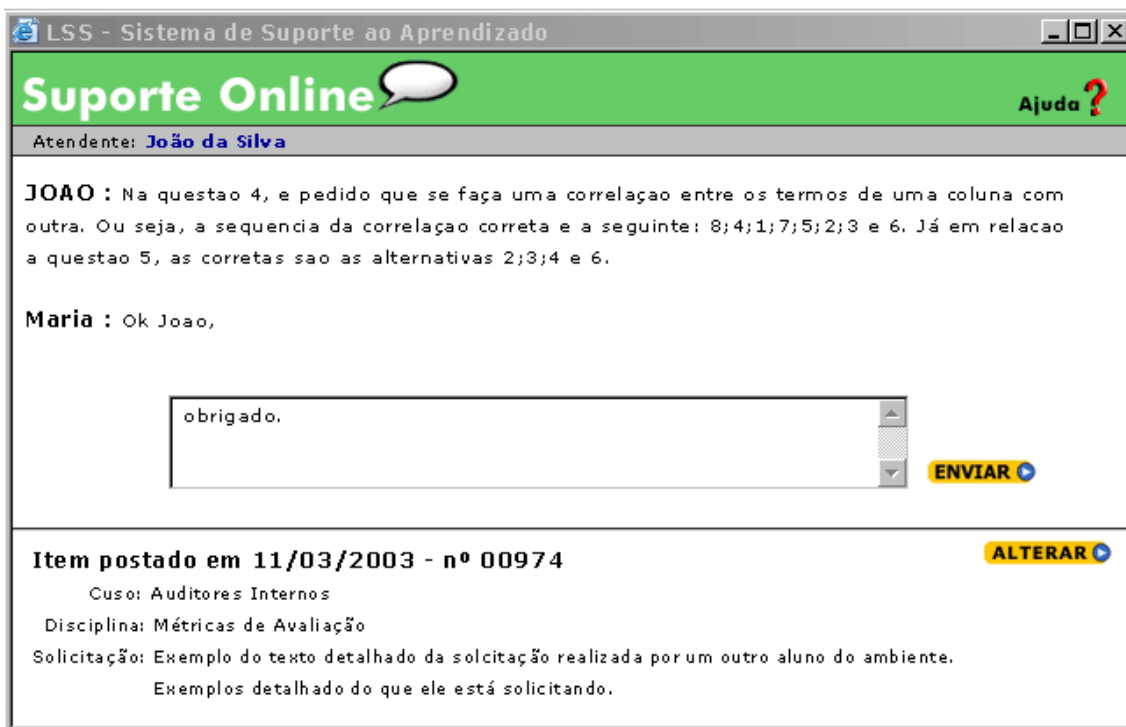 LSS - Sistema de Suporte ao Aprendizado
Suporte Online
Ajuda ?
Atendente: João da Silva
JOAO : Na questao 4, e pedido que se faça uma correlaçao entre os termos de uma coluna com
outra. Ou seja, a sequencia da correlaçao correta e a seguinte: 8;4;1;7;5;2;3 e 6. Já em relacao
a questao 5, as corretas sao as alternativas 2;3;4 e 6.
Maria : Ok Joao,
obrigado.
ENVIAR
Item postado em 11/03/2003 - nº 00974
ALTERAR
Cuso: Auditores Internos
Disciplina: Métricas de Avaliação
Solicitação: Exemplo do texto detalhado da solcitação realizada por um outro aluno do ambiente.
Exemplos detalhado do que ele está solicitando.